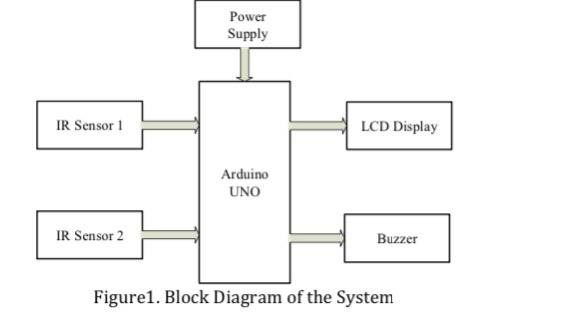 Power
Supply
IR Sensor 1
LCD Display
Arduino
UNO
IR Sensor 2
Buzzer
Figure1. Block Diagram of the System